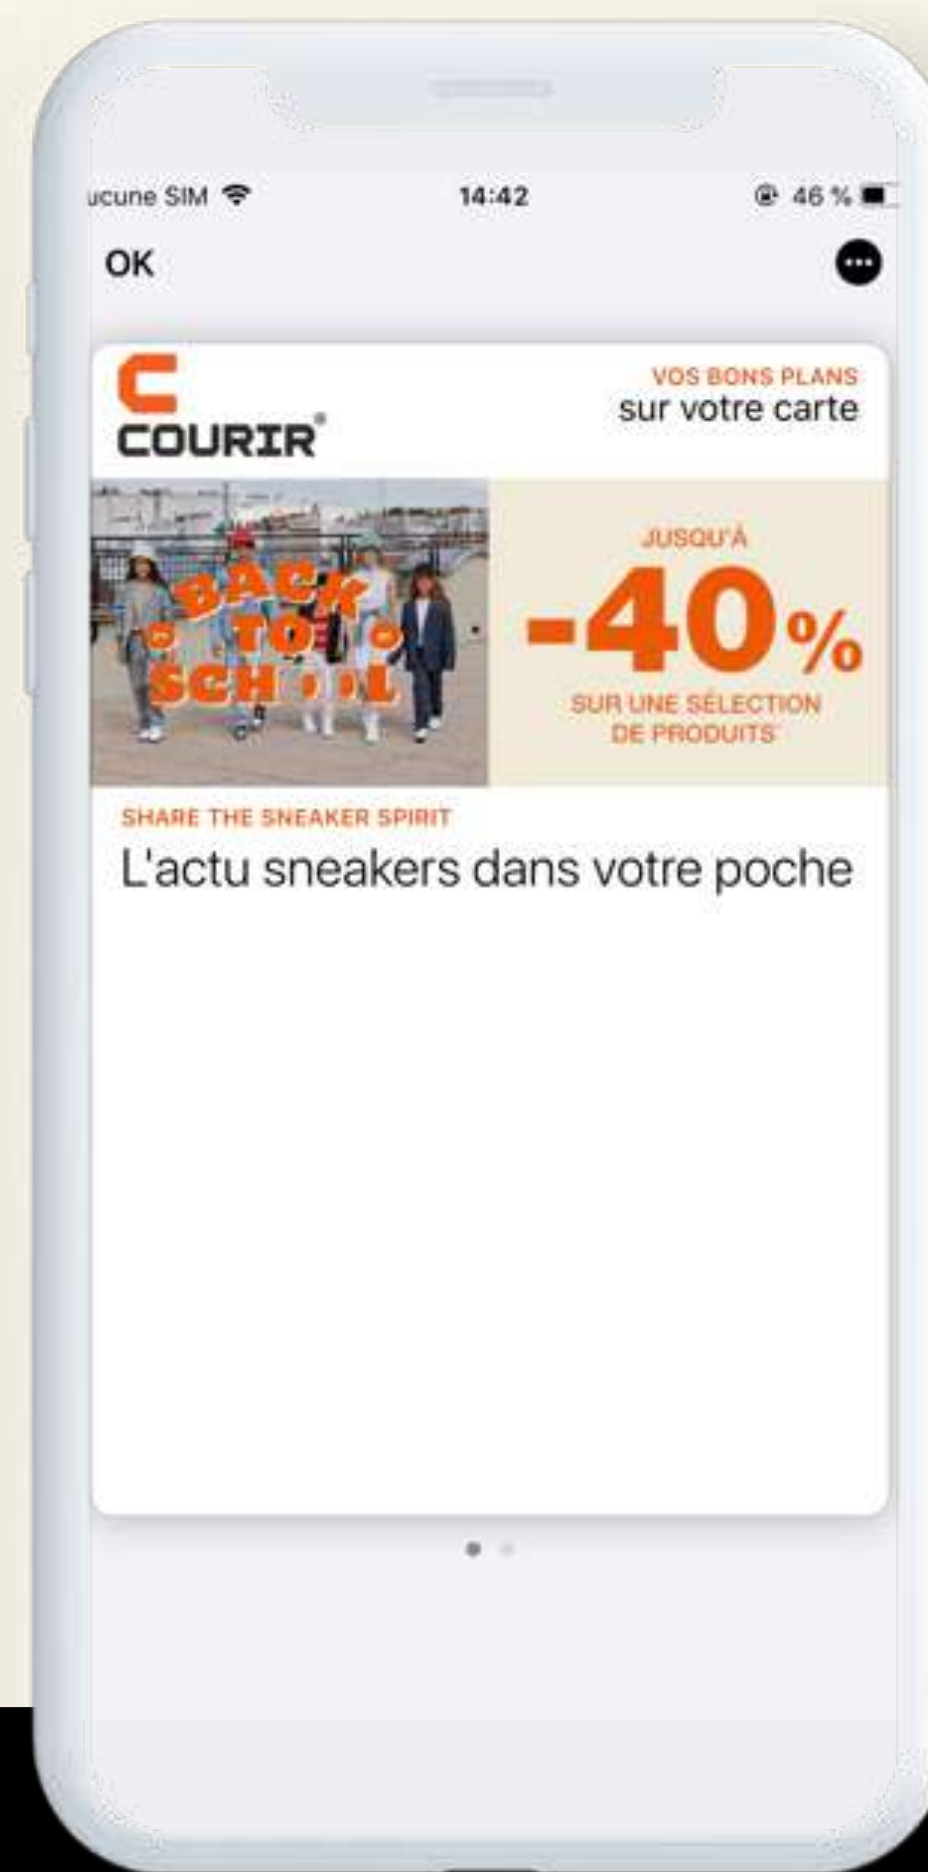 ucune SIM
14:42
46 %
OK
COURIR®
VOS BONS PLANS
sur votre carte
BACK
TO
SCHOOL
JUSQU'À
-40%
SUR UNE SÉLECTION
DE PRODUITS*
SHARE THE SNEAKER SPIRIT
L'actu sneakers dans votre poche